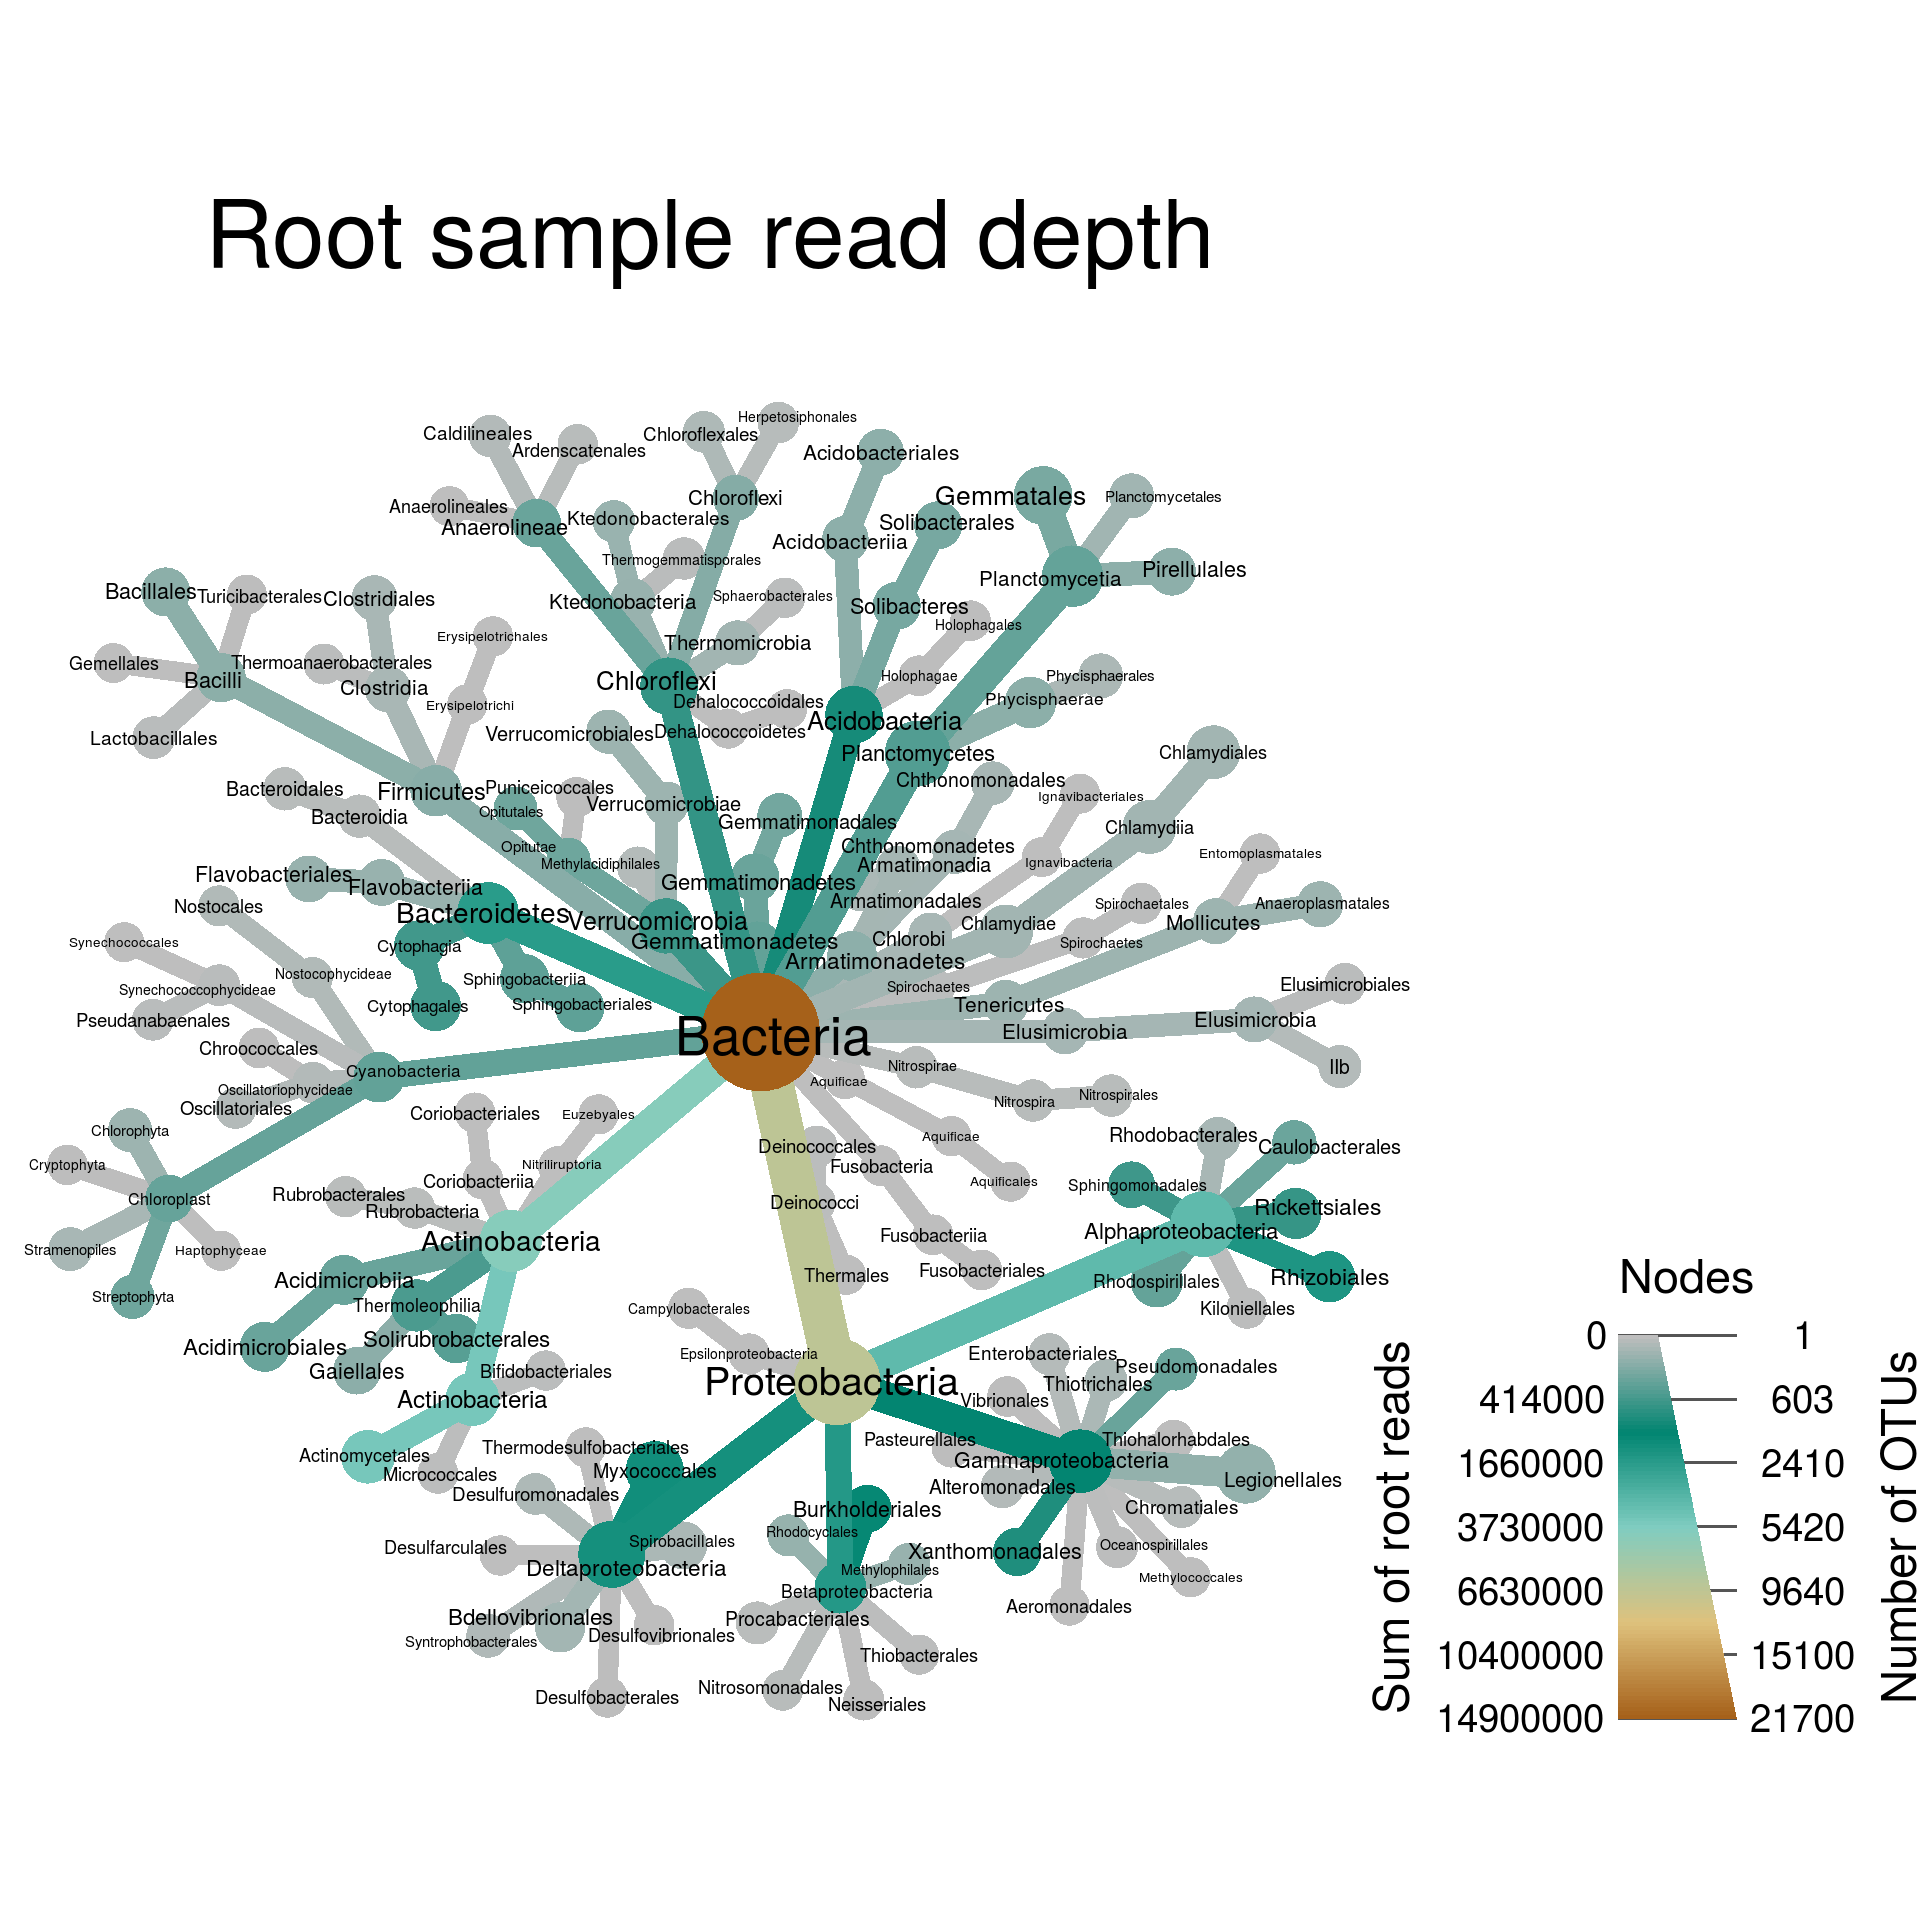 Root sample read depth
Herpetosiphonales
Caldilineales
Chloroflexales
Ardenscatenales
Acidobacteriales
Gemmatales
Planctomycetales
Chloroflexi
Anaerolineales
Anaerolineae
Ktedonobacterales
Solibacterales
Acidobacteriia
Thermogemmatisporales
Planctomycetia
Pirellulales
Bacillales
Turicibacterales
Clostridiales
Ktedonobacteria
Sphaerobacterales
Solibacteres
Holophagales
Erysipelotrichales
Thermomicrobia
Gemellales
Thermoanaerobacterales
Bacilli
Clostridia
Chloroflexi
Holophagae
Phycisphaerales
Erysipelotrichi
Dehalococcoidales
Phycisphaerae
Acidobacteria
Lactobacillales
Verrucomicrobiales
Dehalococcoidetes
Planctomycetes
Chlamydiales
Chthonomonadales
Bacteroidales
Firmicutes
Puniceicoccales
Ignavibacteriales
Verrucomicrobiae
Opitutales
Bacteroidia
Gemmatimonadales
Chlamydiia
Opitutae
Chthonomonadetes
Entomoplasmatales
Methylacidiphilales
Armatimonadia
Ignavibacteria
Flavobacteriales
Flavobacteriia
Gemmatimonadetes
Nostocales
Bacteroidetes
Armatimonadales
Spirochaetales
Anaeroplasmatales
Verrucomicrobia
Chlamydiae
Mollicutes
Synechococcales
Cytophagia
Gemmatimonadetes
Chlorobi
Spirochaetes
Armatimonadetes
Nostocophycideae
Sphingobacteriia
Synechococcophycideae
Spirochaetes
Elusimicrobiales
Cytophagales
Sphingobacteriales
Tenericutes
Pseudanabaenales
Elusimicrobia
Elusimicrobia
Bacteria
Chroococcales
Cyanobacteria
Nitrospirae
IIb
Oscillatoriophycideae
Aquificae
Oscillatoriales
Coriobacteriales
Euzebyales
Nitrospira
Nitrospirales
Chlorophyta
Deinococcales
Aquificae
Rhodobacterales
Caulobacterales
Cryptophyta
Nitriliruptoria
Fusobacteria
Coriobacteriia
Aquificales
Sphingomonadales
Chloroplast
Rubrobacterales
Rubrobacteria
Deinococci
Rickettsiales
Alphaproteobacteria
Stramenopiles
Haptophyceae
Actinobacteria
Fusobacteriia
Acidimicrobiia
Thermales
Fusobacteriales
Rhodospirillales
Rhizobiales
Streptophyta
Thermoleophilia
Campylobacterales
Kiloniellales
Acidimicrobiales
Solirubrobacterales
Epsilonproteobacteria
Enterobacteriales
Gaiellales
Bifidobacteriales
Proteobacteria
Thiotrichales
Pseudomonadales
Actinobacteria
Vibrionales
Actinomycetales
Thermodesulfobacteriales
Pasteurellales
Thiohalorhabdales
Micrococcales
Myxococcales
Gammaproteobacteria
Legionellales
Desulfuromonadales
Alteromonadales
Burkholderiales
Chromatiales
Rhodocyclales
Desulfarculales
Spirobacillales
Xanthomonadales
Oceanospirillales
Deltaproteobacteria
Methylophilales
Methylococcales
Betaproteobacteria
Bdellovibrionales
Procabacteriales
Aeromonadales
Syntrophobacterales
Desulfovibrionales
Thiobacterales
Desulfobacterales
Nitrosomonadales
Neisseriales
Nodes
Sum of root reads
Number of OTUs
0 1
414000 603
1660000 2410
3730000 5420
6630000 9640
10400000 15100
14900000 21700